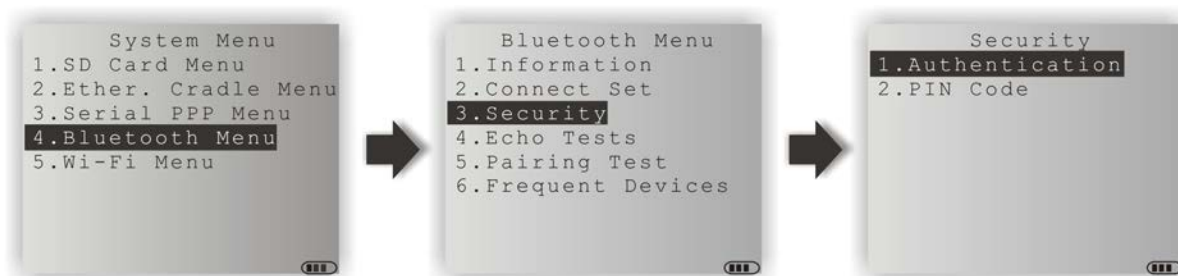 System Menu
1.SD Card Menu
2.Ether. Cradle Menu
3.Serial PPP Menu
4.Bluetooth Menu
5.Wi-Fi Menu
Bluetooth Menu
1.Information
2.Connect Set
3.Security
4.Echo Tests
5.Pairing Test
6.Frequent Devices
Security
1.Authentication
2.PIN Code